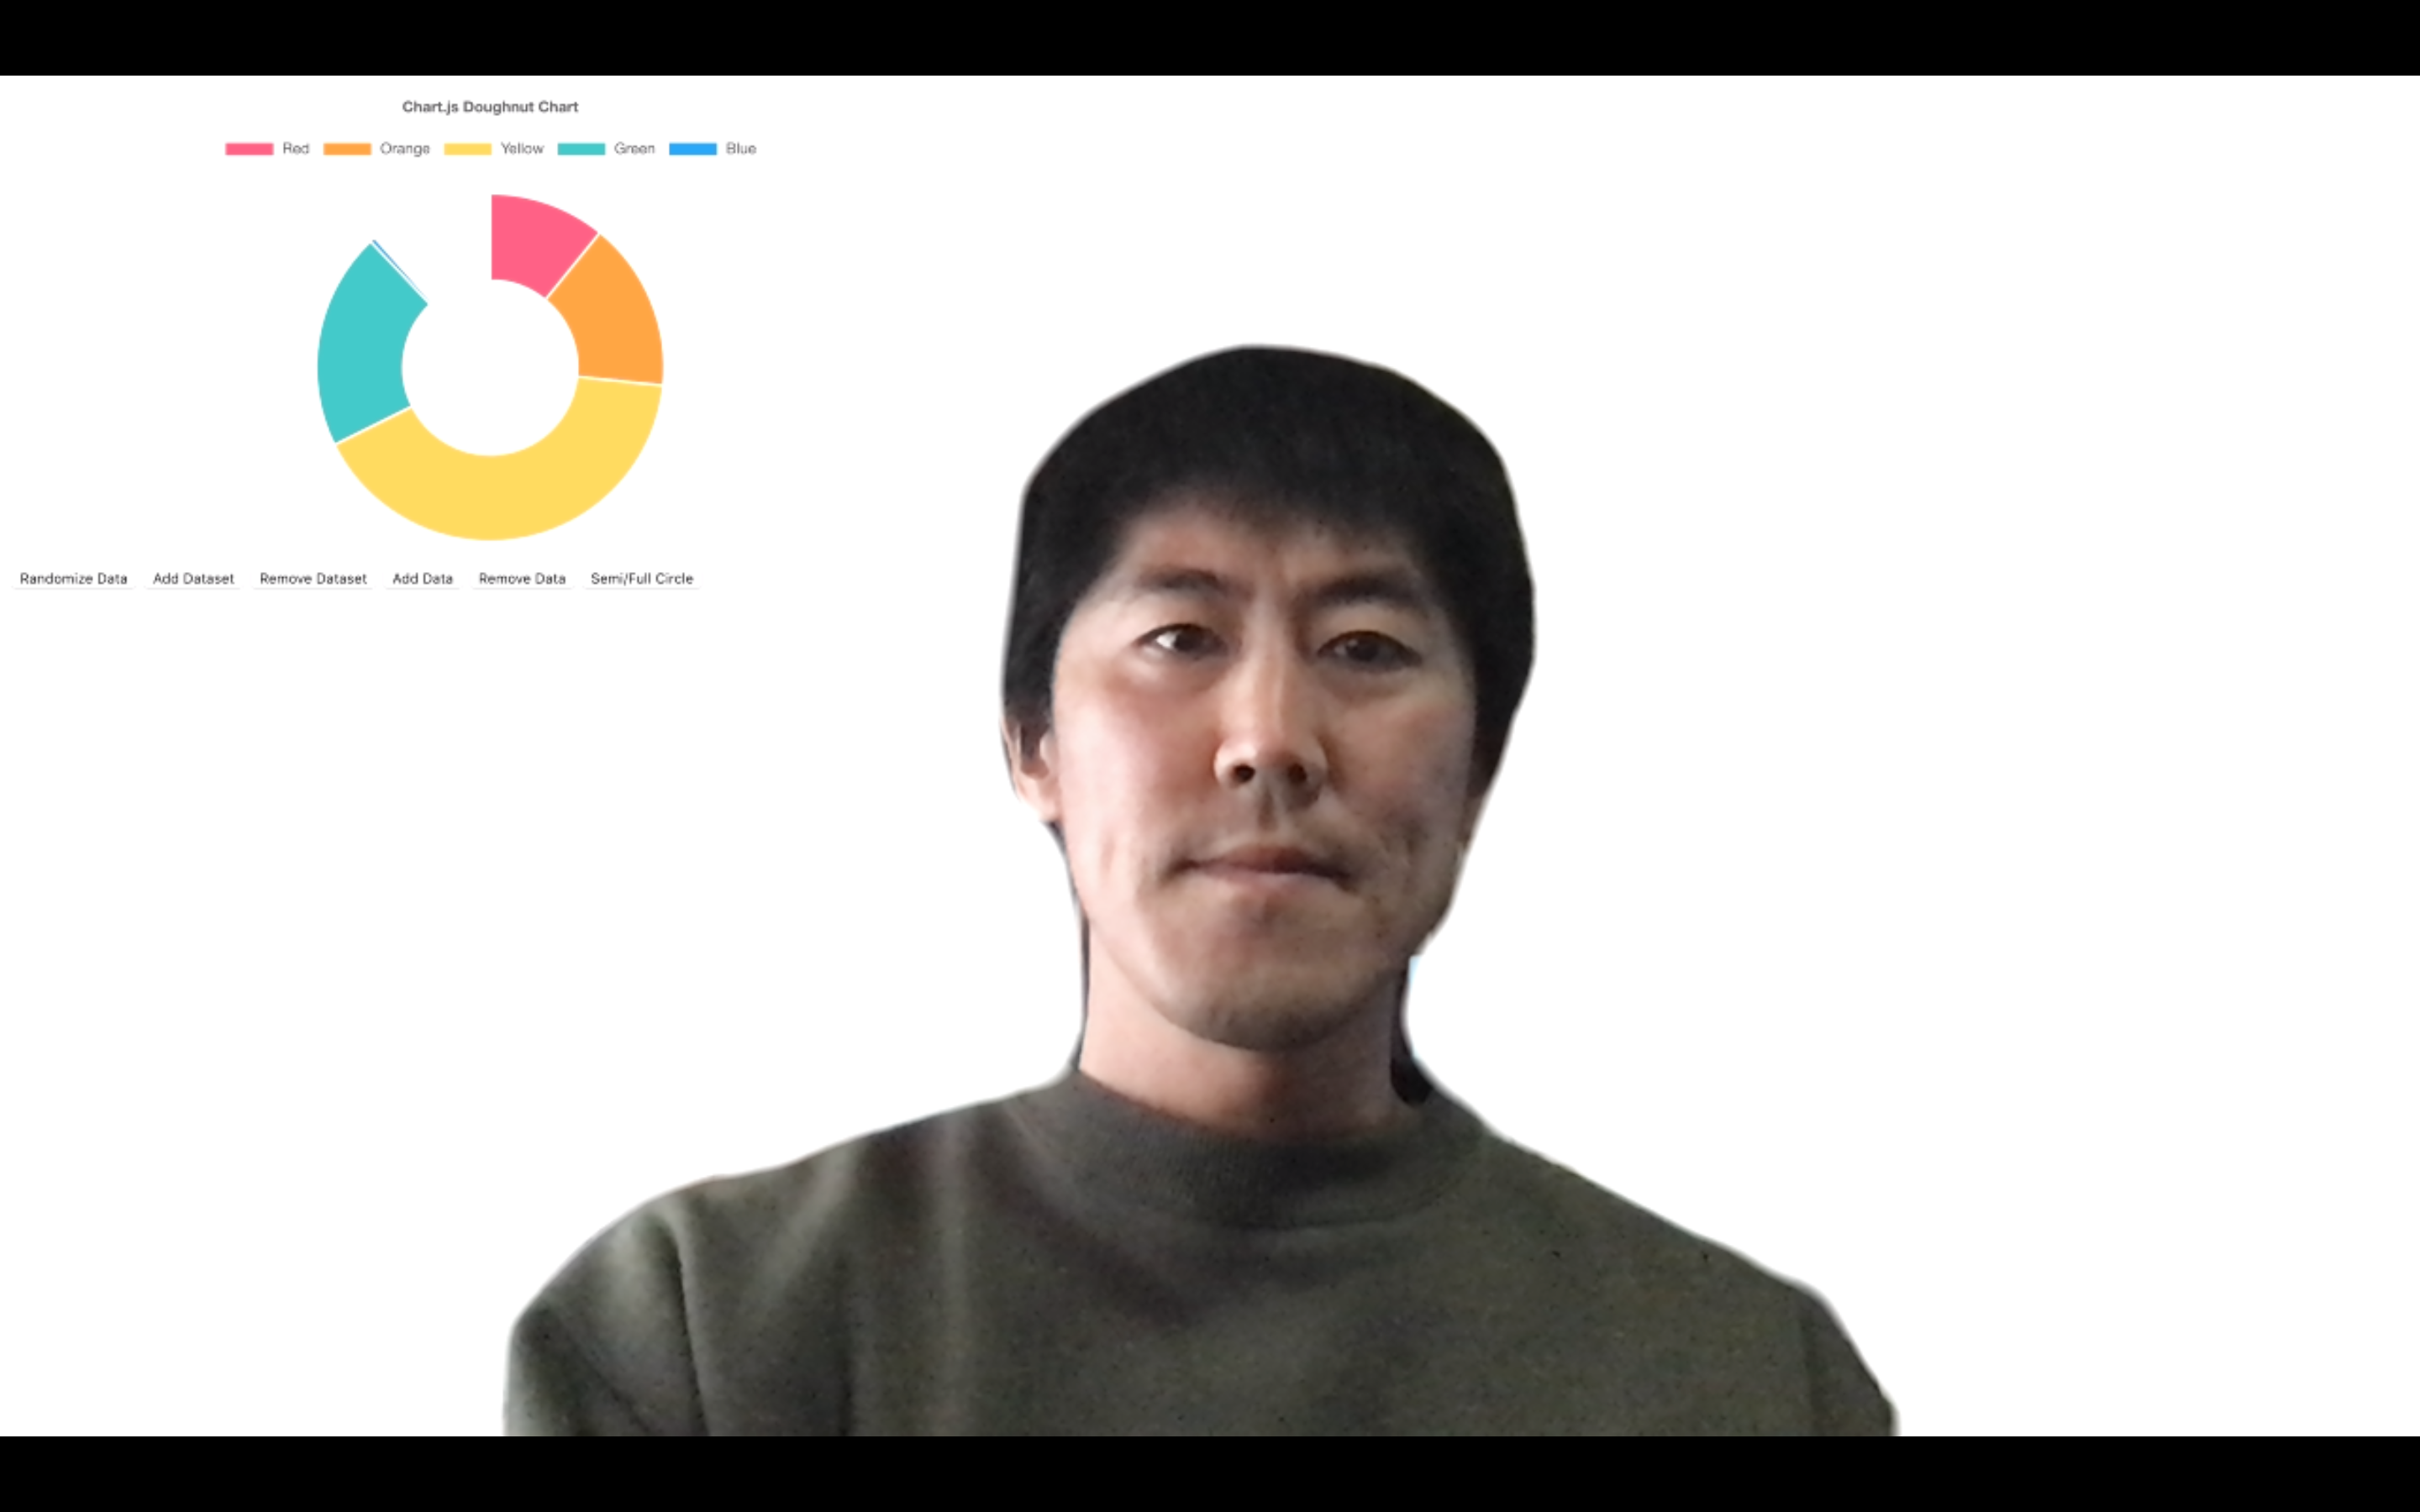 Chart.js Doughnut Chart
Red Orange Yellow Green Blue
Randomize Data Add Dataset Remove Dataset Add Data Remove Data Semi/Full Circle